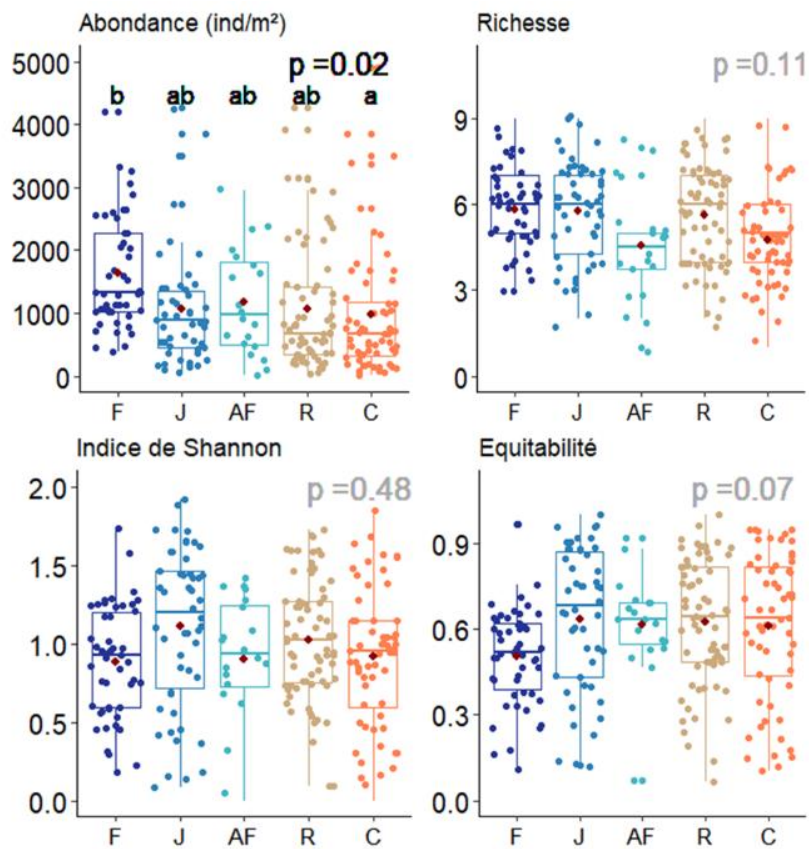 Abondance (ind/m²)
p =0.02
5000
b ab ab ab a
4000
3000
2000
1000
0
F J AF R C
Richesse
p =0.11
9
6
3
0
F J AF R C
Indice de Shannon
p =0.48
2.0
1.5
1.0
0.5
0.0
F J AF R C
Equitabilité
p =0.07
0.9
0.6
0.3
0.0
F J AF R C